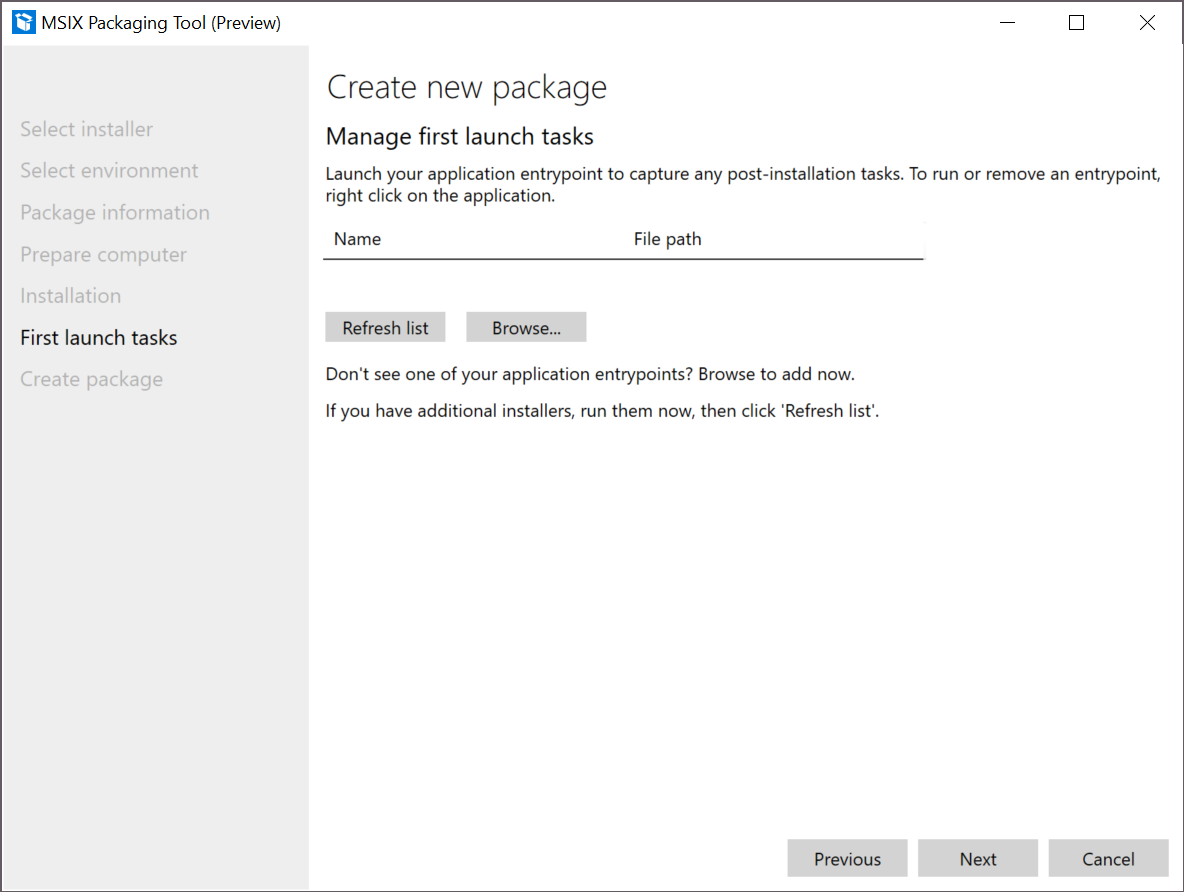 MSIX Packaging Tool (Preview)
Select installer
Select environment
Package information
Prepare computer
Installation
First launch tasks
Create package
Create new package
Manage first launch tasks
Launch your application entrypoint to capture any post-installation tasks. To run or remove an entrypoint,
right click on the application.
Name File path
Refresh list Browse...
Don't see one of your application entrypoints? Browse to add now.
If you have additional installers, run them now, then click 'Refresh list'.
Previous Next Cancel